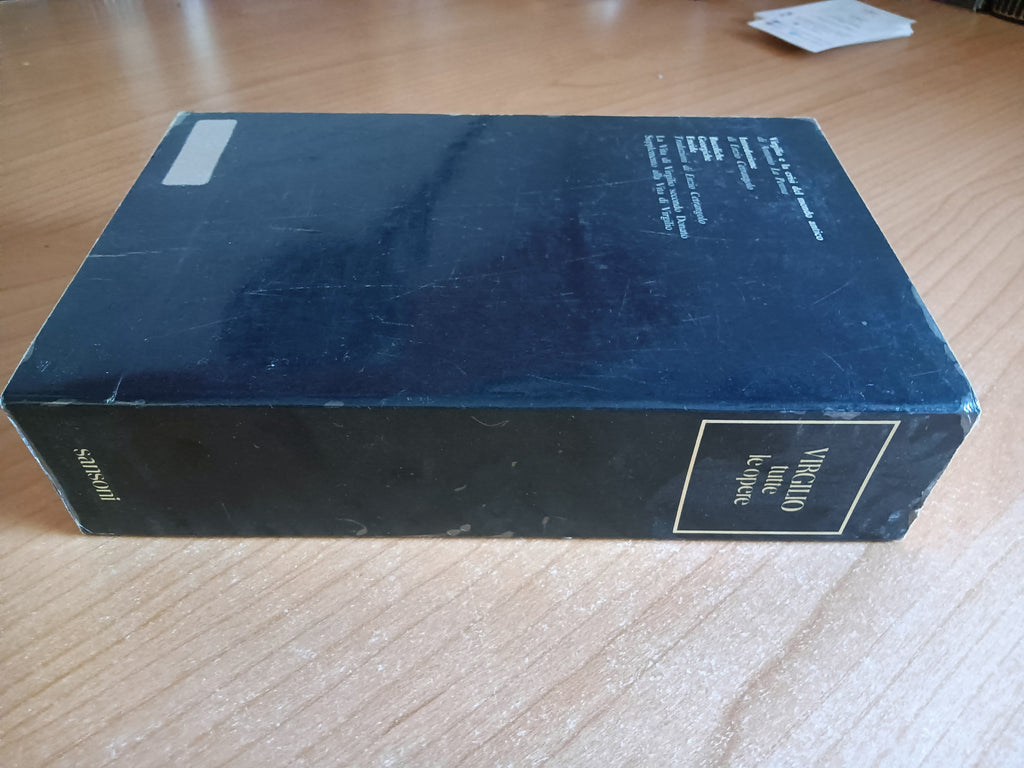 Virgilio e la crisi del mondo antico
di Antonio La Penna
Introduzione
di Enzio Cetrangolo
Bucoliche
Georgiche
Eneide
Traduzione di Enzio Cetrangolo
La Vita di Virgilio secondo Donato
Supplementi alla Vita di Virgilio
VIRGILIO
tutte
le opere
sansoni